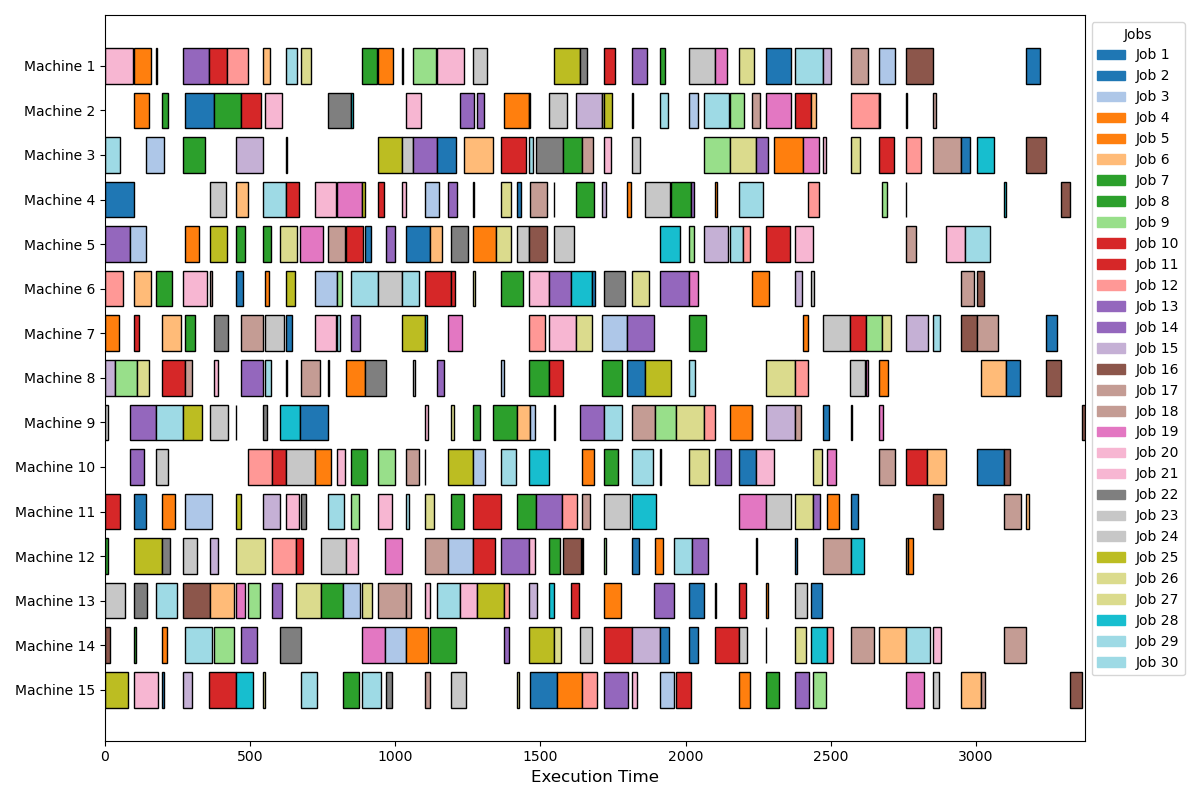 Machine 1
Machine 2
Machine 3
Machine 4
Machine 5
Machine 6
Machine 7
Machine 8
Machine 9
Machine 10
Machine 11
Machine 12
Machine 13
Machine 14
Machine 15
0 500 1000 1500 2000 2500 3000
Execution Time
Jobs
Job 1
Job 2
Job 3
Job 4
Job 5
Job 6
Job 7
Job 8
Job 9
Job 10
Job 11
Job 12
Job 13
Job 14
Job 15
Job 16
Job 17
Job 18
Job 19
Job 20
Job 21
Job 22
Job 23
Job 24
Job 25
Job 26
Job 27
Job 28
Job 29
Job 30